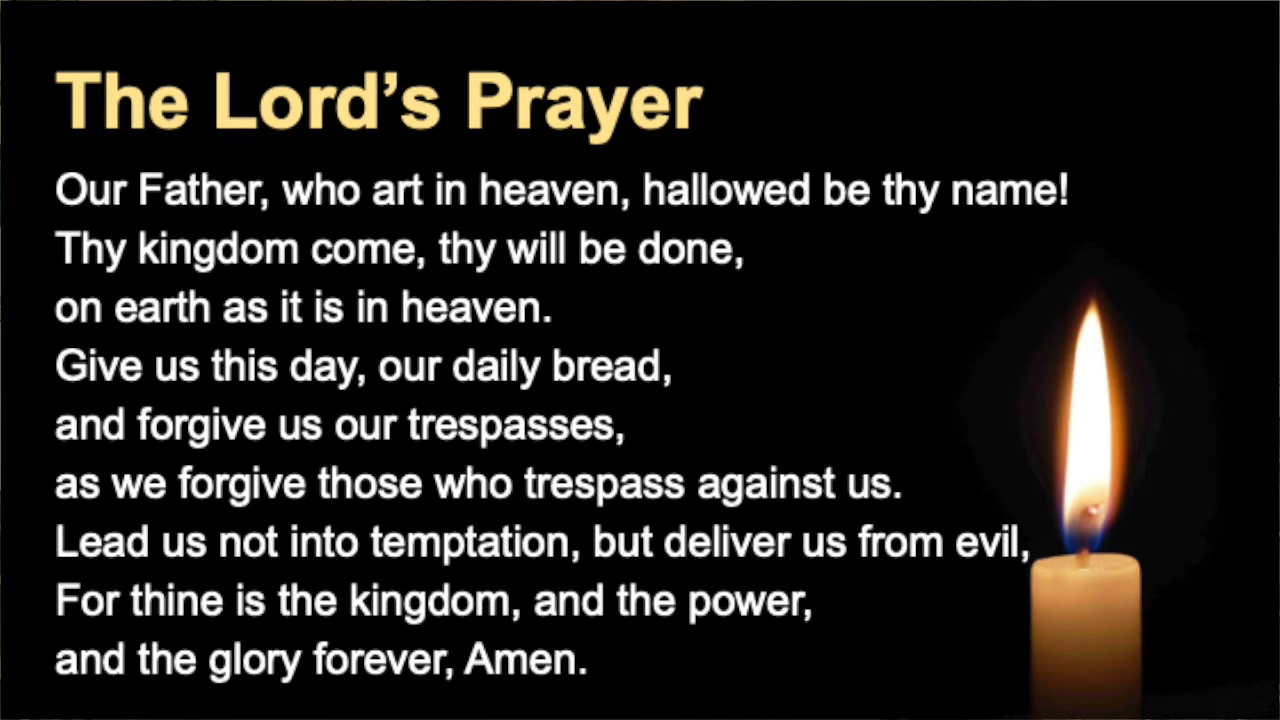 The Lord’s Prayer
Our Father, who art in heaven, hallowed be thy name!
Thy kingdom come, thy will be done,
on earth as it is in heaven.
Give us this day, our daily bread,
and forgive us our trespasses,
as we forgive those who trespass against us.
Lead us not into temptation, but deliver us from evil,
For thine is the kingdom, and the power,
and the glory forever, Amen.